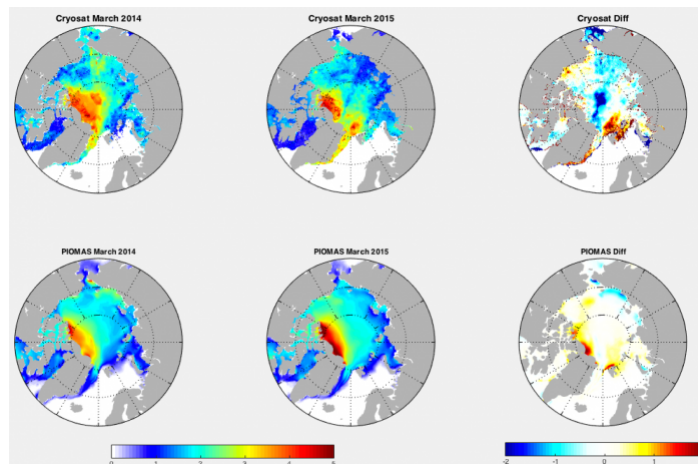 Cryosat March 2014
Cryosat March 2015
Cryosat Diff
PIOMAS March 2014
PIOMAS March 2015
PIOMAS Diff
0 1 2 3 4 5
-2 -1 0 1